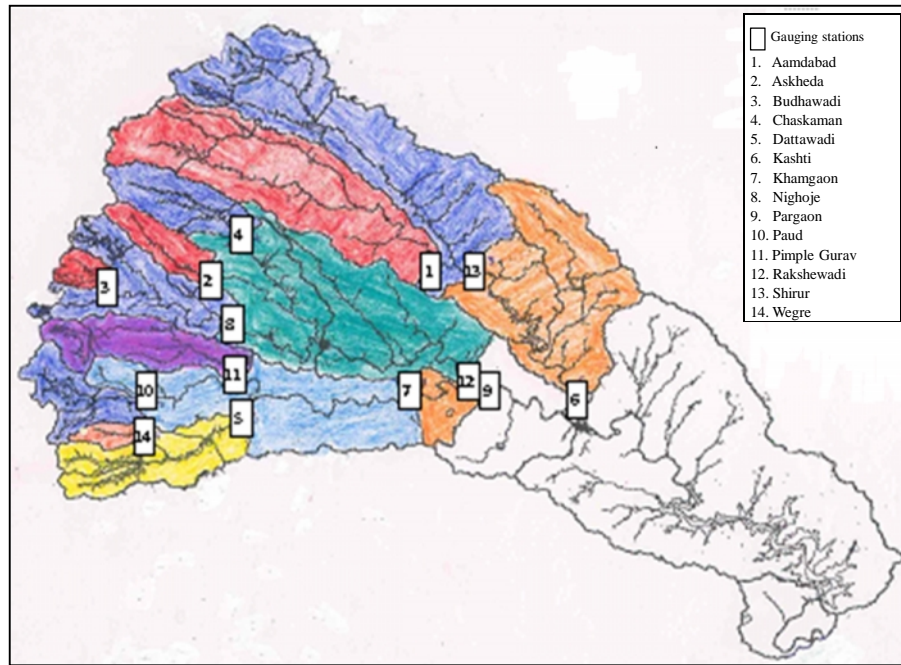 Gauging stations
1. Aamdabad
2. Askheda
3. Budhawadi
4. Chaskaman
5. Dattawadi
6. Kashti
7. Khamgaon
8. Nighoje
9. Pargaon
10. Paud
11. Pimple Gurav
12. Rakshewadi
13. Shirur
14. Wegre
4
1
13
2
3
8
11
10
7
12
9
6
5
14